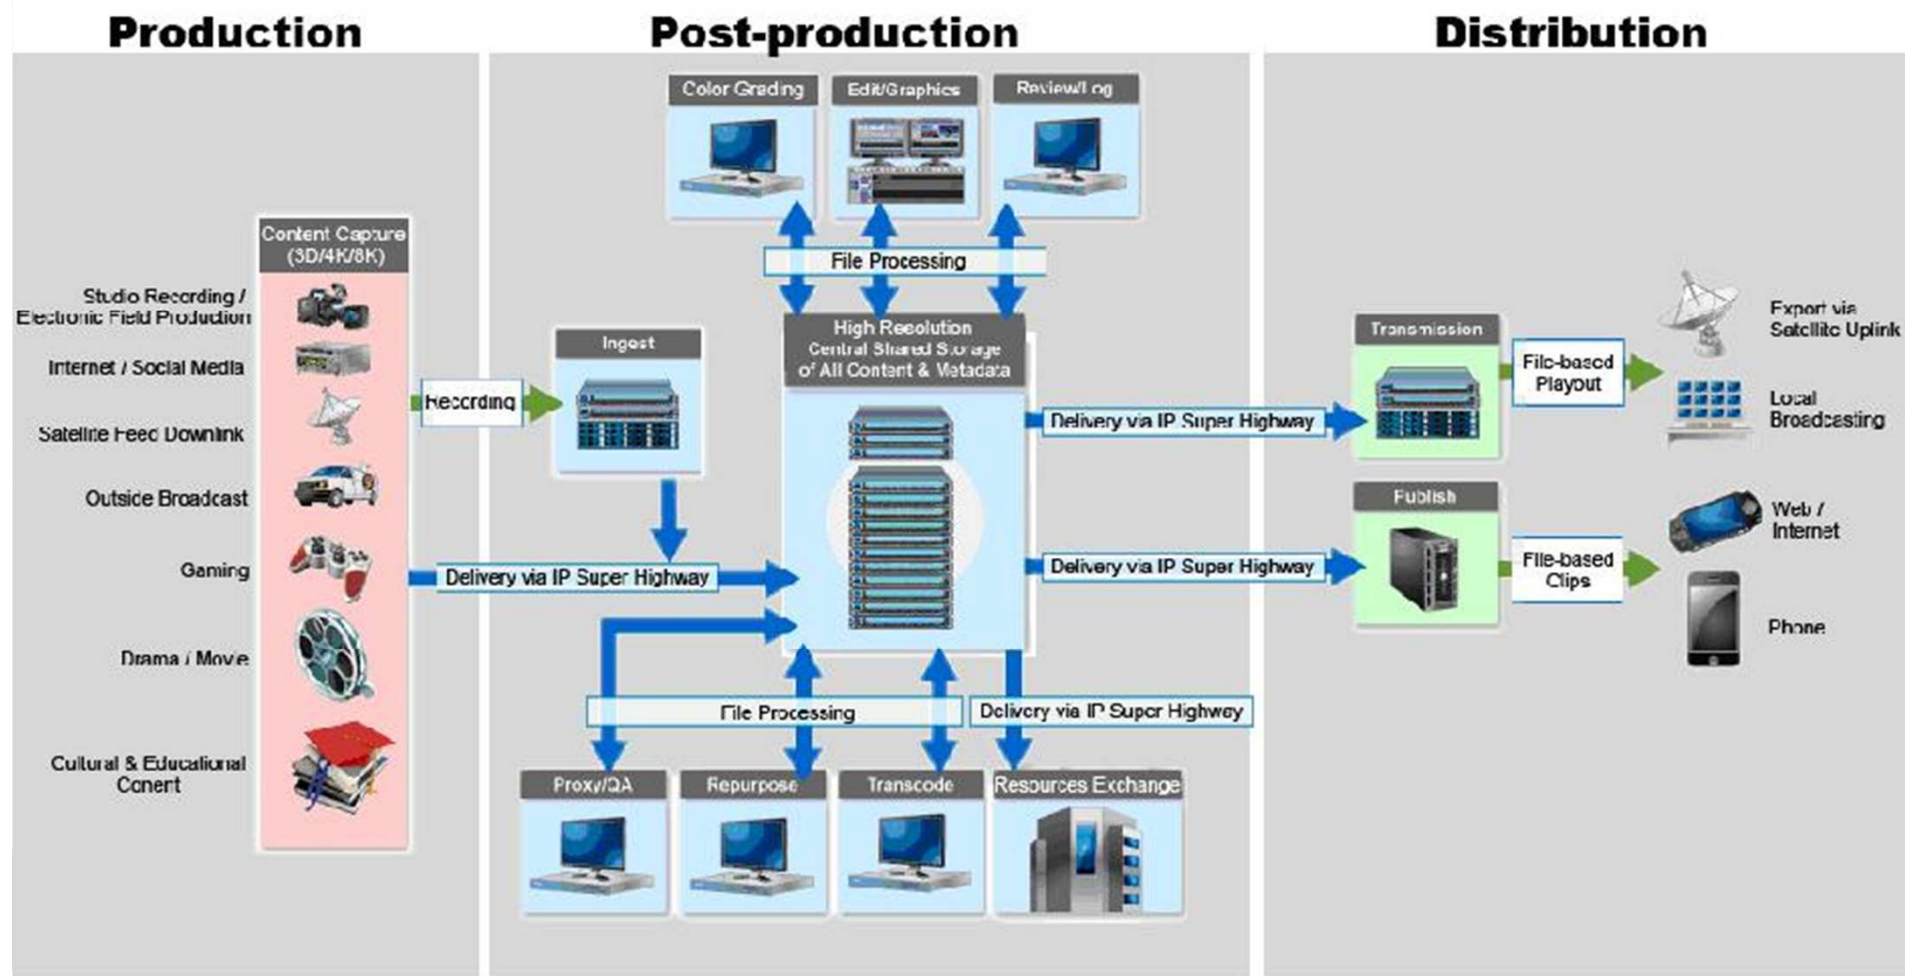 Production
Post-production
Distribution
Color Grading
Edit/Graphics
Review/Log
File Processing
Content Capture
(3D/4K/8K)
Studio Recording /
Electronic Field Production
Internet / Social Media
Satellite Feed Downlink
Outside Broadcast
Gaming
Drama / Movie
Cultural & Educational
Conent
Recording
Ingest
Delivery via IP Super Highway
High Resolution
Central Shared Storage
of All Content & Metadata
File Processing
Delivery via IP Super Highway
Proxy/QA
Repurpose
Transcode
Resources Exchange
Delivery via IP Super Highway
Delivery via IP Super Highway
Transmission
File-based
Playout
Export via
Satellite Uplink
Local
Broadcasting
Publish
File-based
Clips
Web /
Internet
Phone